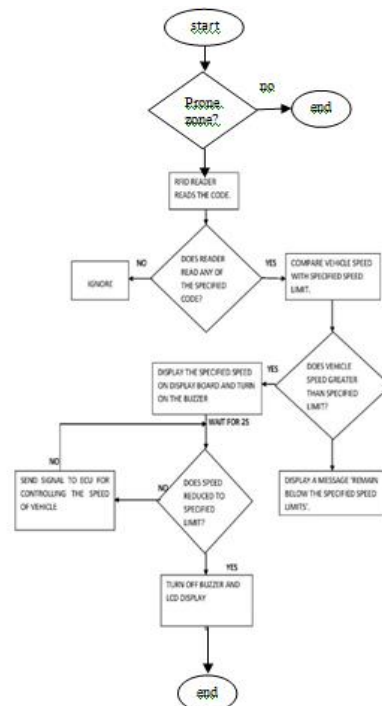 start
Prone
zone?
no
end
RFID READER
READS THE CODE.
DOES READER
READ ANY OF
THE SPECIFIED
CODE?
NO
YES
IGNORE
COMPARE VEHICLE SPEED
WITH SPECIFIED SPEED
LIMIT.
DOES VEHICLE
SPEED GREATER
THAN SPECIFIED
LIMIT?
YES
DISPLAY THE SPECIFIED SPEED
ON DISPLAY BOARD AND TURN
ON THE BUZZER
WAIT FOR 2S
DISPLAY A MESSAGE 'REMAIN
BELOW THE SPECIFIED SPEED
LIMITS'.
DOES SPEED
REDUCED TO
SPECIFIED
LIMIT?
NO
NO
SEND SIGNAL TO ECU FOR
CONTROLLING THE SPEED
OF VEHICLE
YES
TURN OFF BUZZER AND
LCD DISPLAY
end